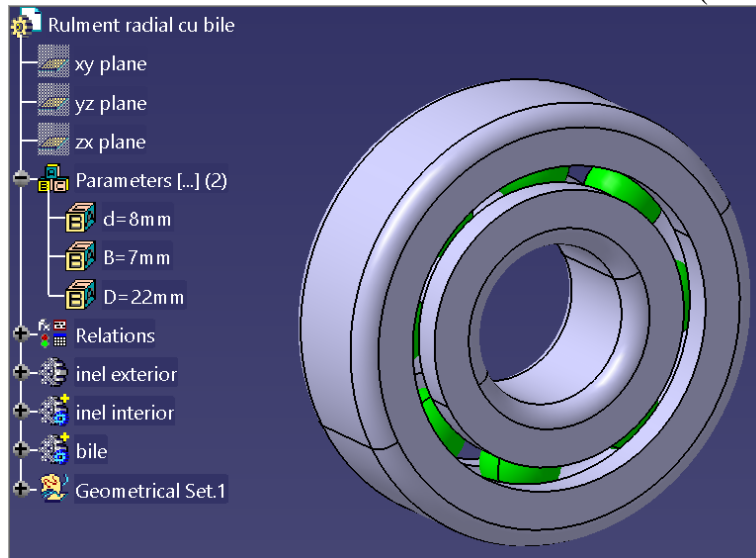 Rulment radial cu bile
xy plane
yz plane
zx plane
Parameters [...] (2)
d=8mm
B=7mm
D=22mm
Relations
inel exterior
inel interior
bile
Geometrical Set.1